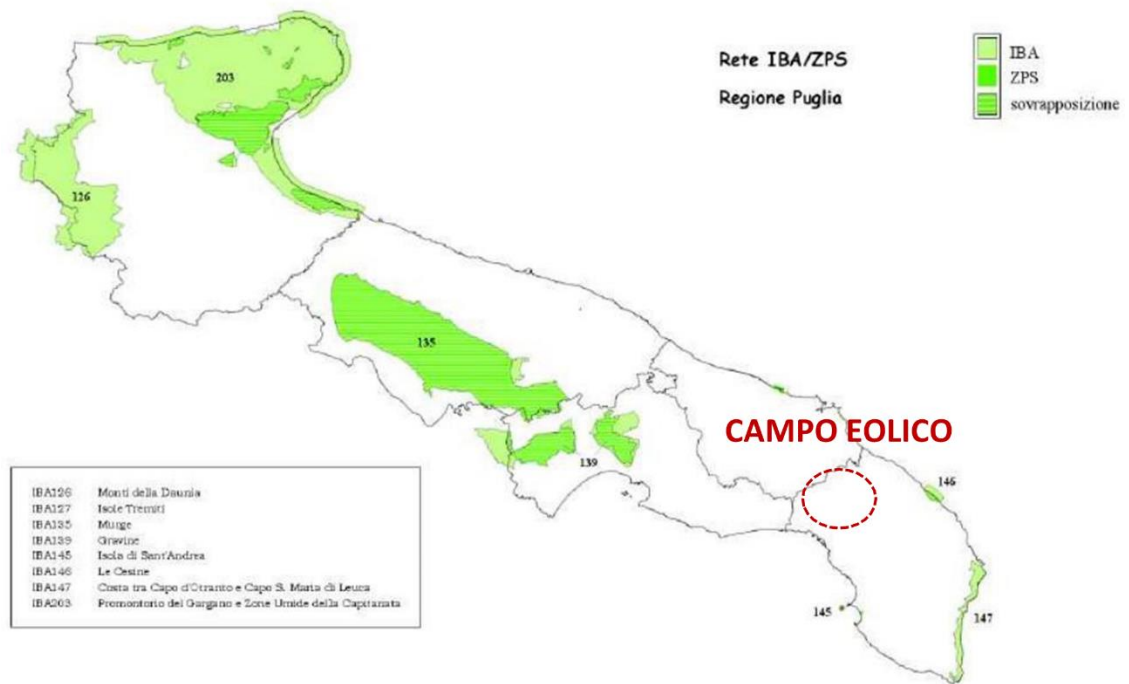 Rete IBA/ZPS
Regione Puglia
IBA
ZPS
sovrapposizione
203
126
135
139
CAMPO EOLICO
146
145
147
IBA126 Monti della Daunia
IBA127 Isole Tremiti
IBA135 Murge
IBA139 Gravine
IBA145 Isola di Sant'Andrea
IBA146 Le Cesine
IBA147 Costa tra Capo d'Otranto e Capo S. Maria di Leuca
IBA203 Promontorio del Gargano e Zone Umide della Capitanata